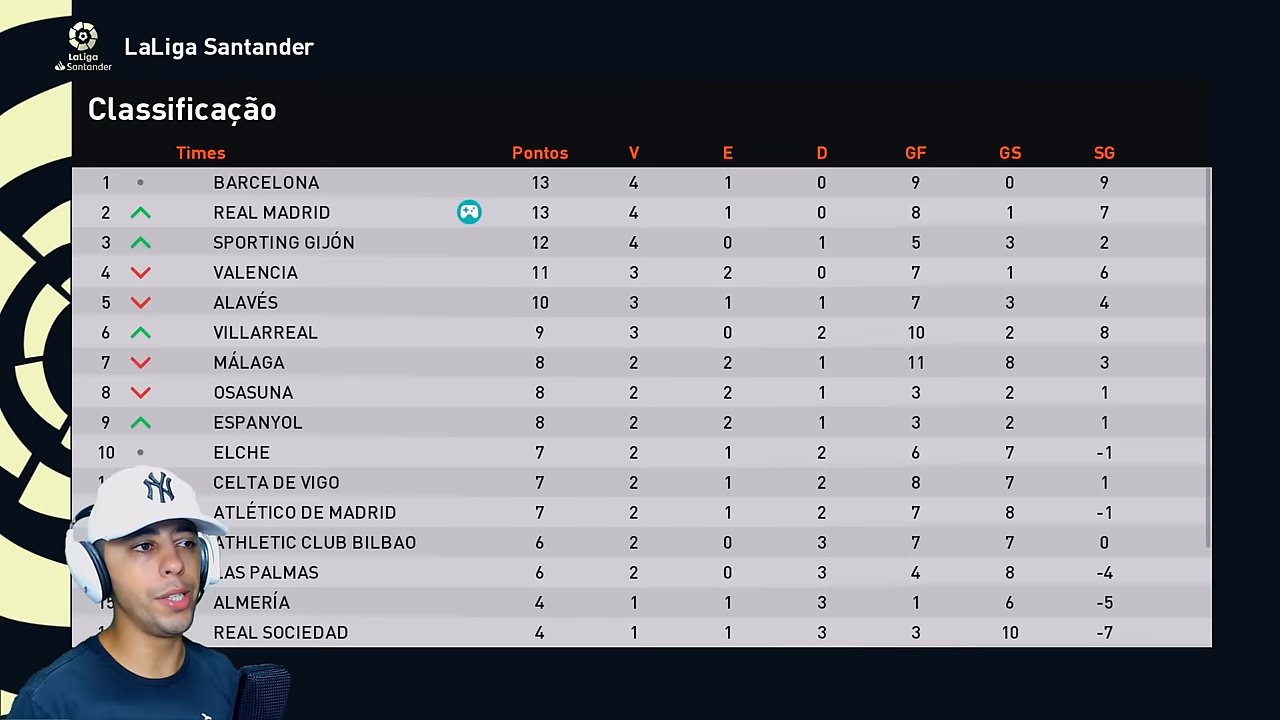 LaLiga
Santander
LaLiga Santander
Classificação
Times Pontos V E D GF GS SG
1 BARCELONA 13 4 1 0 9 0 9
2 REAL MADRID 13 4 1 0 8 1 7
3 SPORTING GIJÓN 12 4 0 1 5 3 2
4 VALENCIA 11 3 2 0 7 1 6
5 ALAVÉS 10 3 1 1 7 3 4
6 VILLARREAL 9 3 0 2 10 2 8
7 MÁLAGA 8 2 2 1 11 8 3
8 OSASUNA 8 2 2 1 3 2 1
9 ESPANYOL 8 2 2 1 3 2 1
10 ELCHE 7 2 1 2 6 7 -1
CELTA DE VIGO 7 2 1 2 8 7 1
ATLÉTICO DE MADRID 7 2 1 2 7 8 -1
ATHLETIC CLUB BILBAO 6 2 0 3 7 7 0
LAS PALMAS 6 2 0 3 4 8 -4
15 ALMERÍA 4 1 1 3 1 6 -5
REAL SOCIEDAD 4 1 1 3 3 10 -7
NY